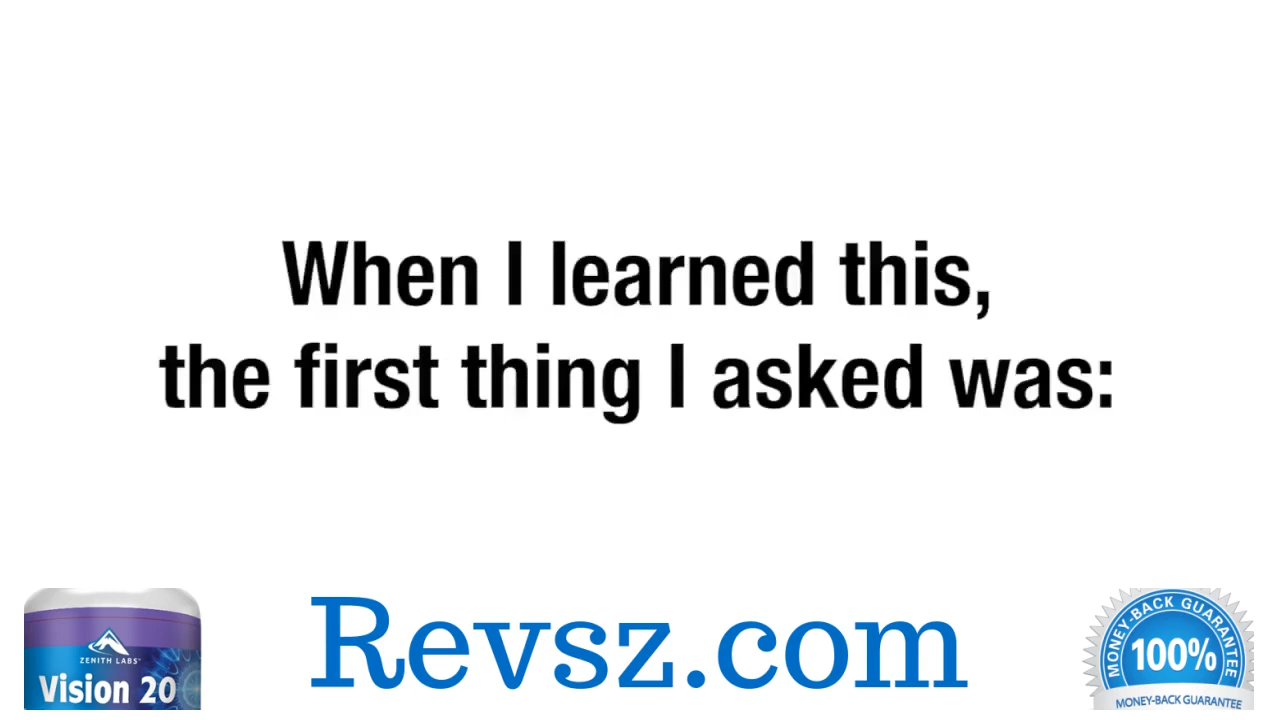 When I learned this,
the first thing I asked was:
Revsz.com
ZENITH LABS™
Vision 20
MONEY-BACK GUARANTEE
100%
MONEY-BACK GUARANTEE